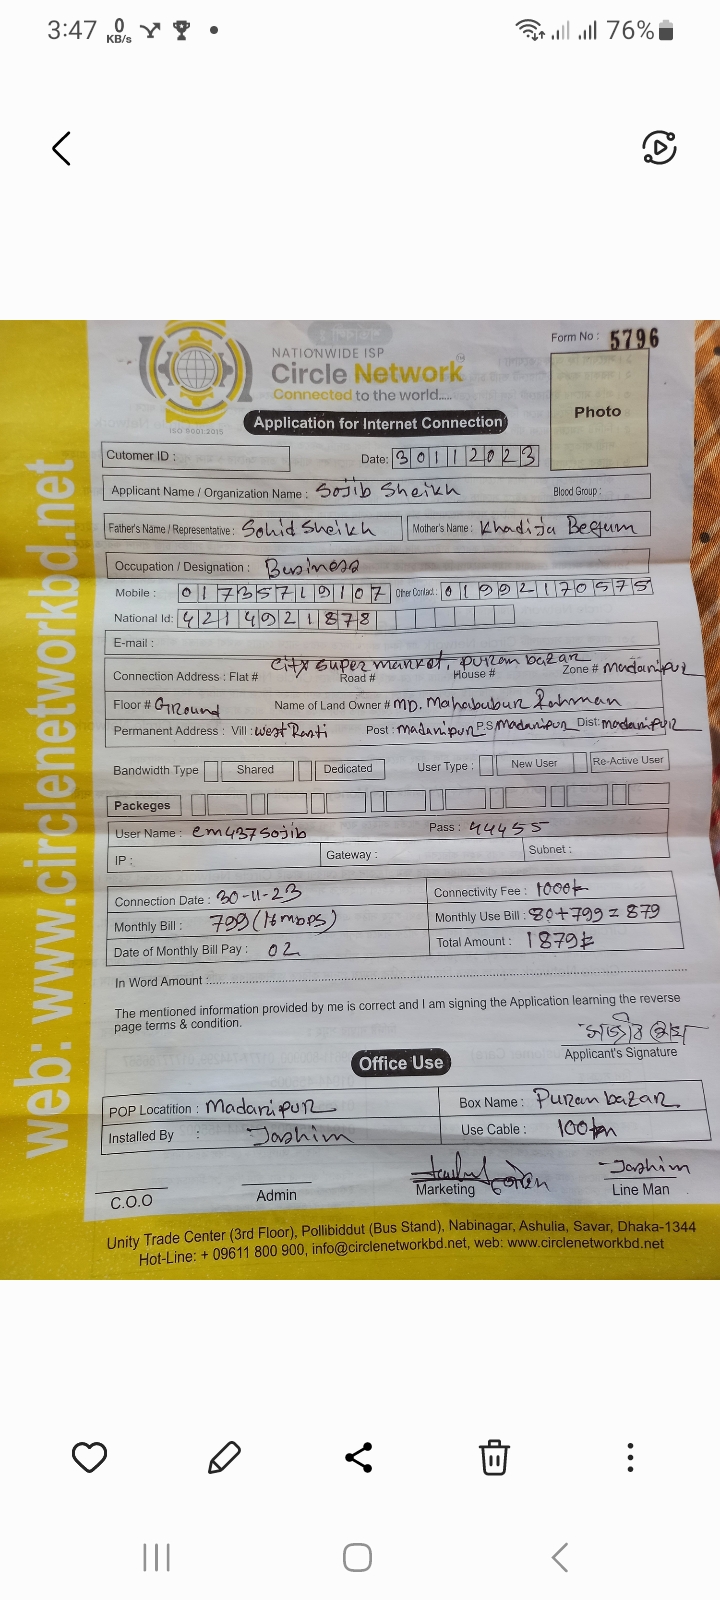 3:47 0 KB/s 76%
Form No : 5796
NATIONWIDE ISP
Circle Network
Connected to the world.....
ISO 9001:2015
Application for Internet Connection
Photo
Cutomer ID : Date: 30112023
Applicant Name / Organization Name : Sojib Sheikh Blood Group :
Father's Name / Representative : Sohid Sheikh Mother's Name : Khadija Begum
Occupation / Designation : Business
Mobile : 01735719107 Other Contact : 01992170575
National Id: 4214921878
E-mail :
City super market, puran bazar
Connection Address : Flat # Road # House # Zone # madaripur
Floor # Ground Name of Land Owner # MD. Mahabubur Rahman
Permanent Address : Vill : west Rasti Post : madaripur P.S madaripur Dist: madaripur
Bandwidth Type Shared Dedicated User Type : New User Re-Active User
Packeges
User Name : em437sojib Pass : 44455
IP : Gateway : Subnet :
Connection Date : 30-11-23 Connectivity Fee : 1000৳
Monthly Bill : 799 (16mbps) Monthly Use Bill : 80+799 = 879
Date of Monthly Bill Pay : 02 Total Amount : 1879৳
In Word Amount :
The mentioned information provided by me is correct and I am signing the Application learning the reverse
page terms & condition.
Applicant's Signature
Office Use
POP Locatition : Madaripur Box Name : Puran bazar
Installed By : Jashim Use Cable : 100m
Jashim
C.O.O Admin Marketing Line Man
Unity Trade Center (3rd Floor), Pollibiddut (Bus Stand), Nabinagar, Ashulia, Savar, Dhaka-1344
Hot-Line: + 09611 800 900, info@circlenetworkbd.net, web: www.circlenetworkbd.net
web: www.circlenetworkbd.net